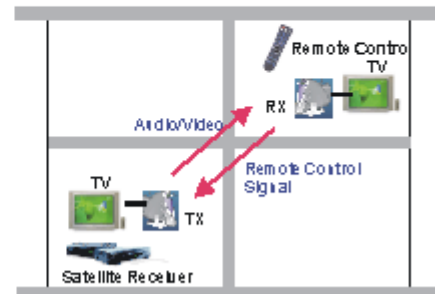 Remote Contro
TV
RX
Audio/Video
Remote Control
Signal
TV
TX
Satellite Receiver